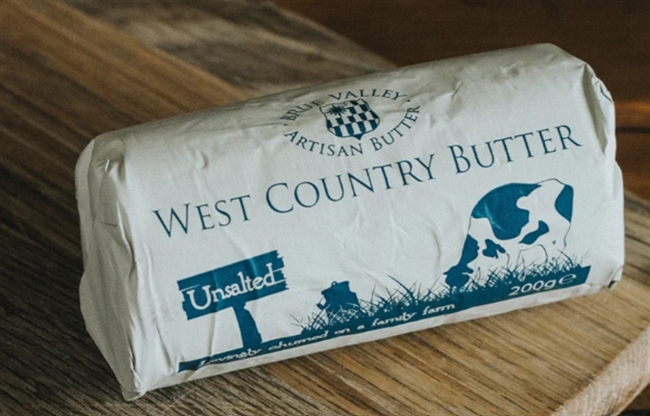 BRUE VALLEY
ARTISAN BUTTER
WEST COUNTRY BUTTER
Unsalted
200g℮
Lovingly churned on a family farm